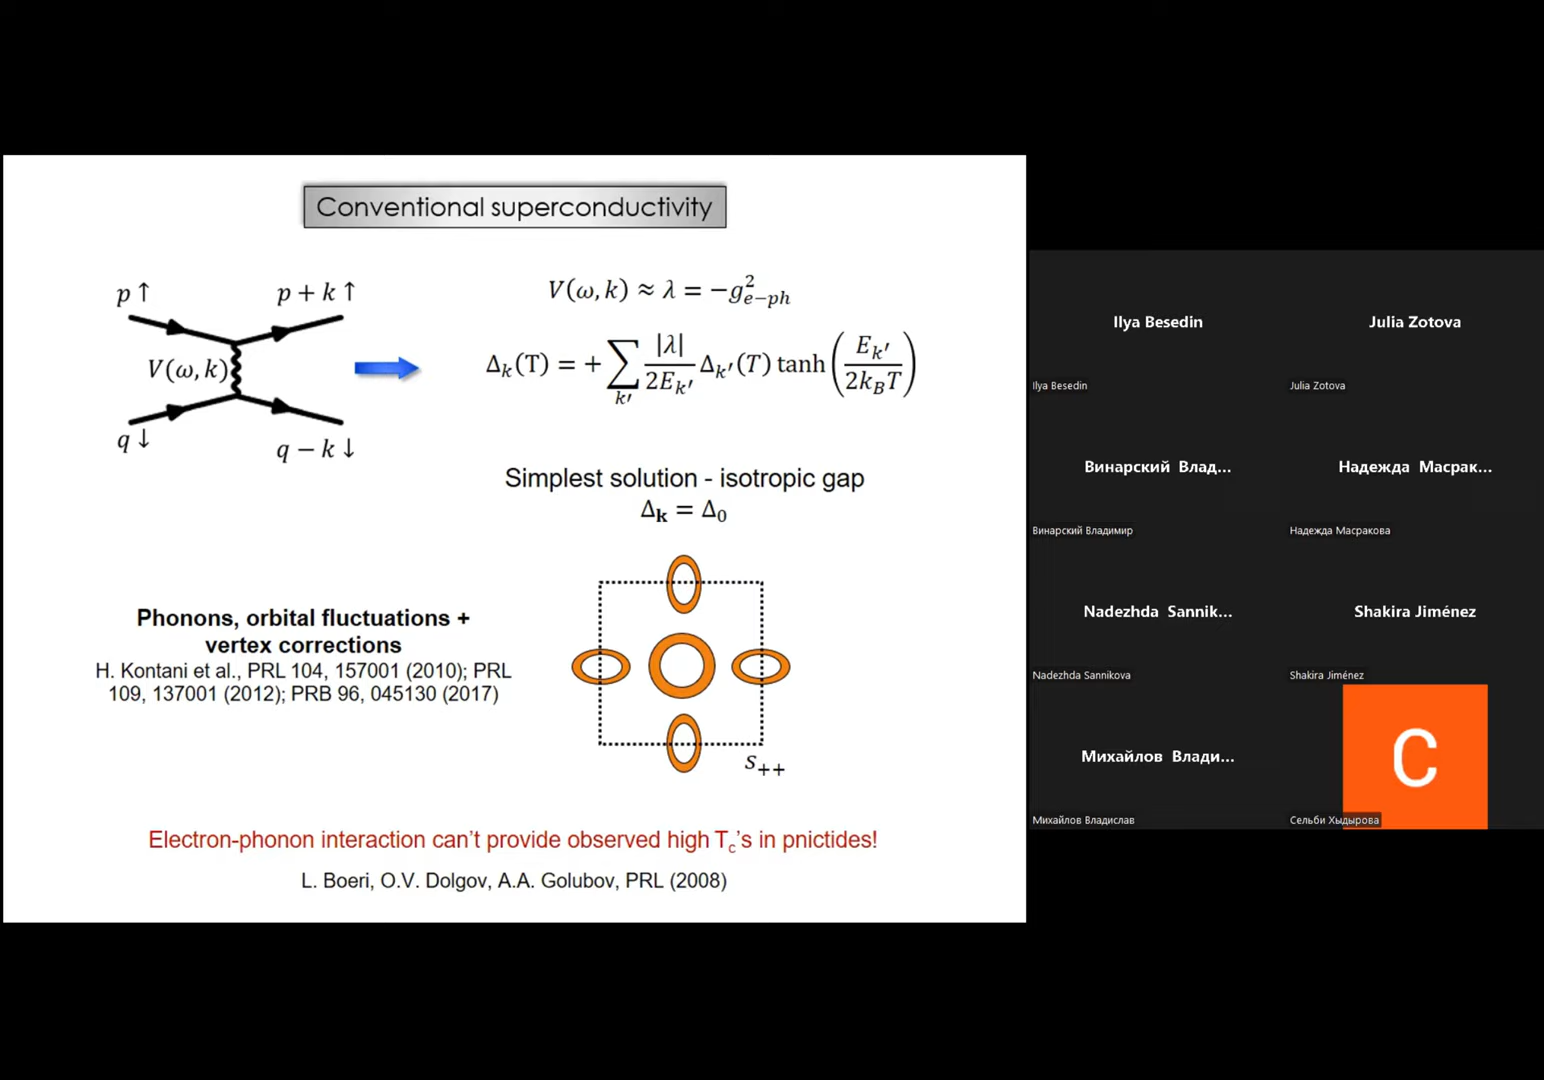 Conventional superconductivity
p ↑
p + k ↑
V(ω, k)
q ↓
q − k ↓
V(ω, k) ≈ λ = −g²ₑ₋ₚₕ
Δₖ(T) = + ∑ₖ′ |λ| / 2Eₖ′ Δₖ′(T) tanh (Eₖ′ / 2k_BT)
Simplest solution - isotropic gap
Δₖ = Δ₀
Phonons, orbital fluctuations +
vertex corrections
H. Kontani et al., PRL 104, 157001 (2010); PRL
109, 137001 (2012); PRB 96, 045130 (2017)
s₊₊
Electron-phonon interaction can't provide observed high T_c's in pnictides!
L. Boeri, O.V. Dolgov, A.A. Golubov, PRL (2008)
Ilya Besedin
Julia Zotova
Ilya Besedin
Julia Zotova
Винарский Влад...
Надежда Масрак...
Винарский Владимир
Надежда Масракова
Nadezhda Sannik...
Shakira Jiménez
Nadezhda Sannikova
Shakira Jiménez
Михайлов Влади...
С
Михайлов Владислав
Сельби Хыдырова